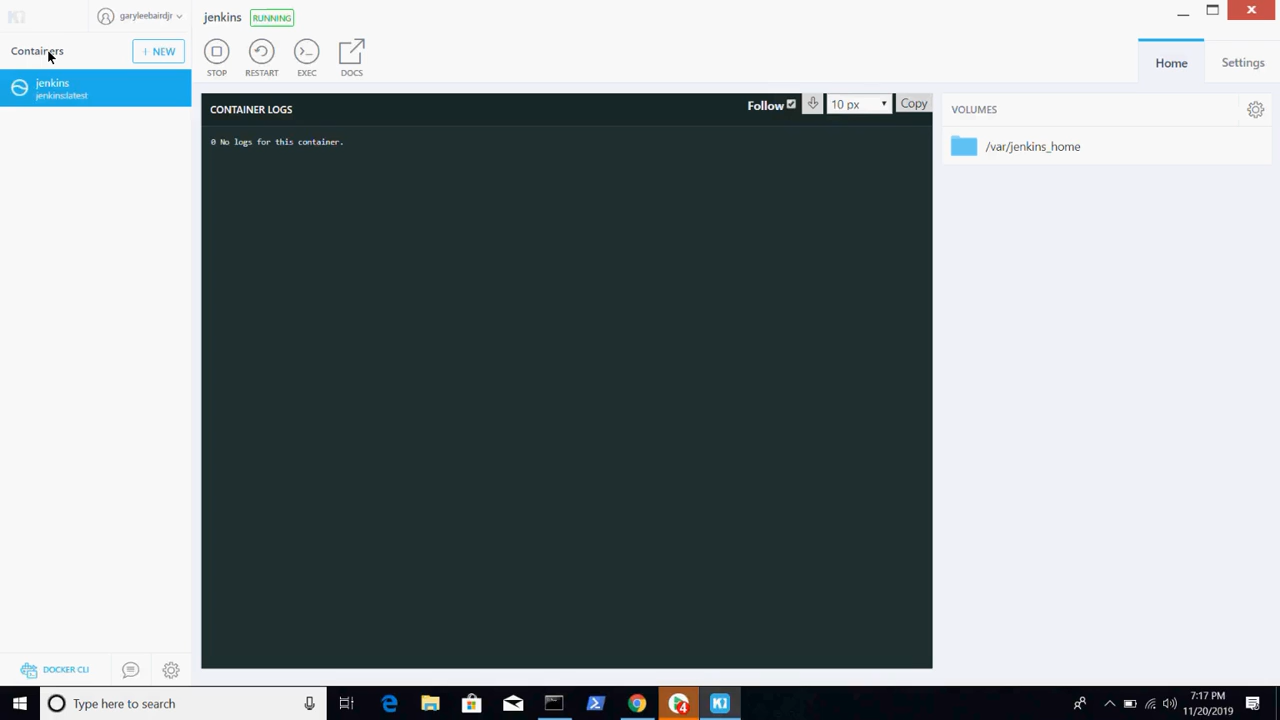 garyleebairdjr
jenkins RUNNING
Containers
+ NEW
jenkins
jenkins:latest
STOP
RESTART
EXEC
DOCS
Home
Settings
CONTAINER LOGS
Follow
10 px
Copy
0 No logs for this container.
VOLUMES
/var/jenkins_home
DOCKER CLI
Type here to search
4
7:17 PM
11/20/2019